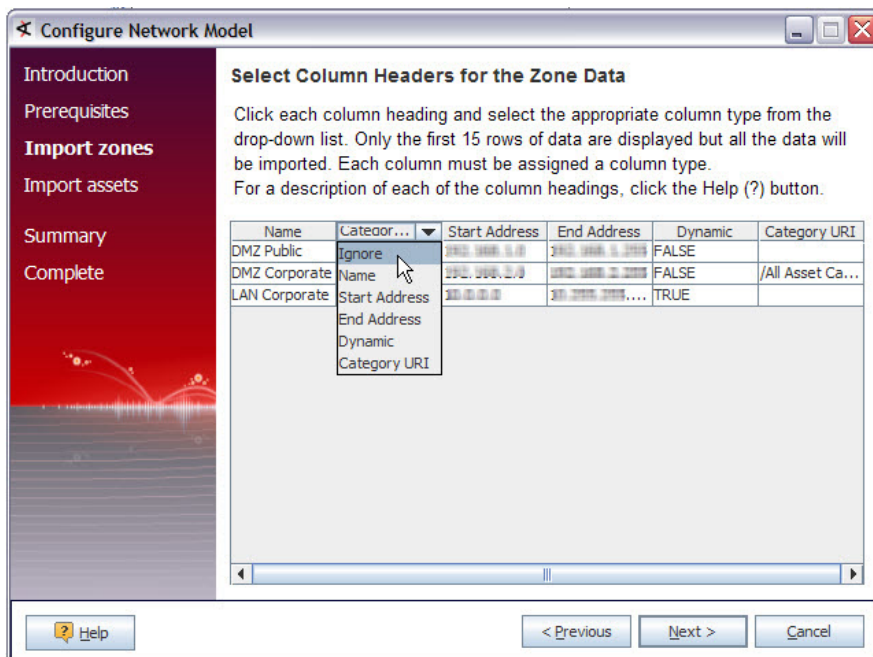 Configure Network Model
Introduction
Prerequisites
Import zones
Import assets
Summary
Complete
Select Column Headers for the Zone Data
Click each column heading and select the appropriate column type from the
drop-down list. Only the first 15 rows of data are displayed but all the data will
be imported. Each column must be assigned a column type.
For a description of each of the column headings, click the Help (?) button.
Name Categor... Start Address End Address Dynamic Category URI
DMZ Public FALSE
DMZ Corporate FALSE /All Asset Ca...
LAN Corporate TRUE
Ignore
Name
Start Address
End Address
Dynamic
Category URI
Help
< Previous Next > Cancel